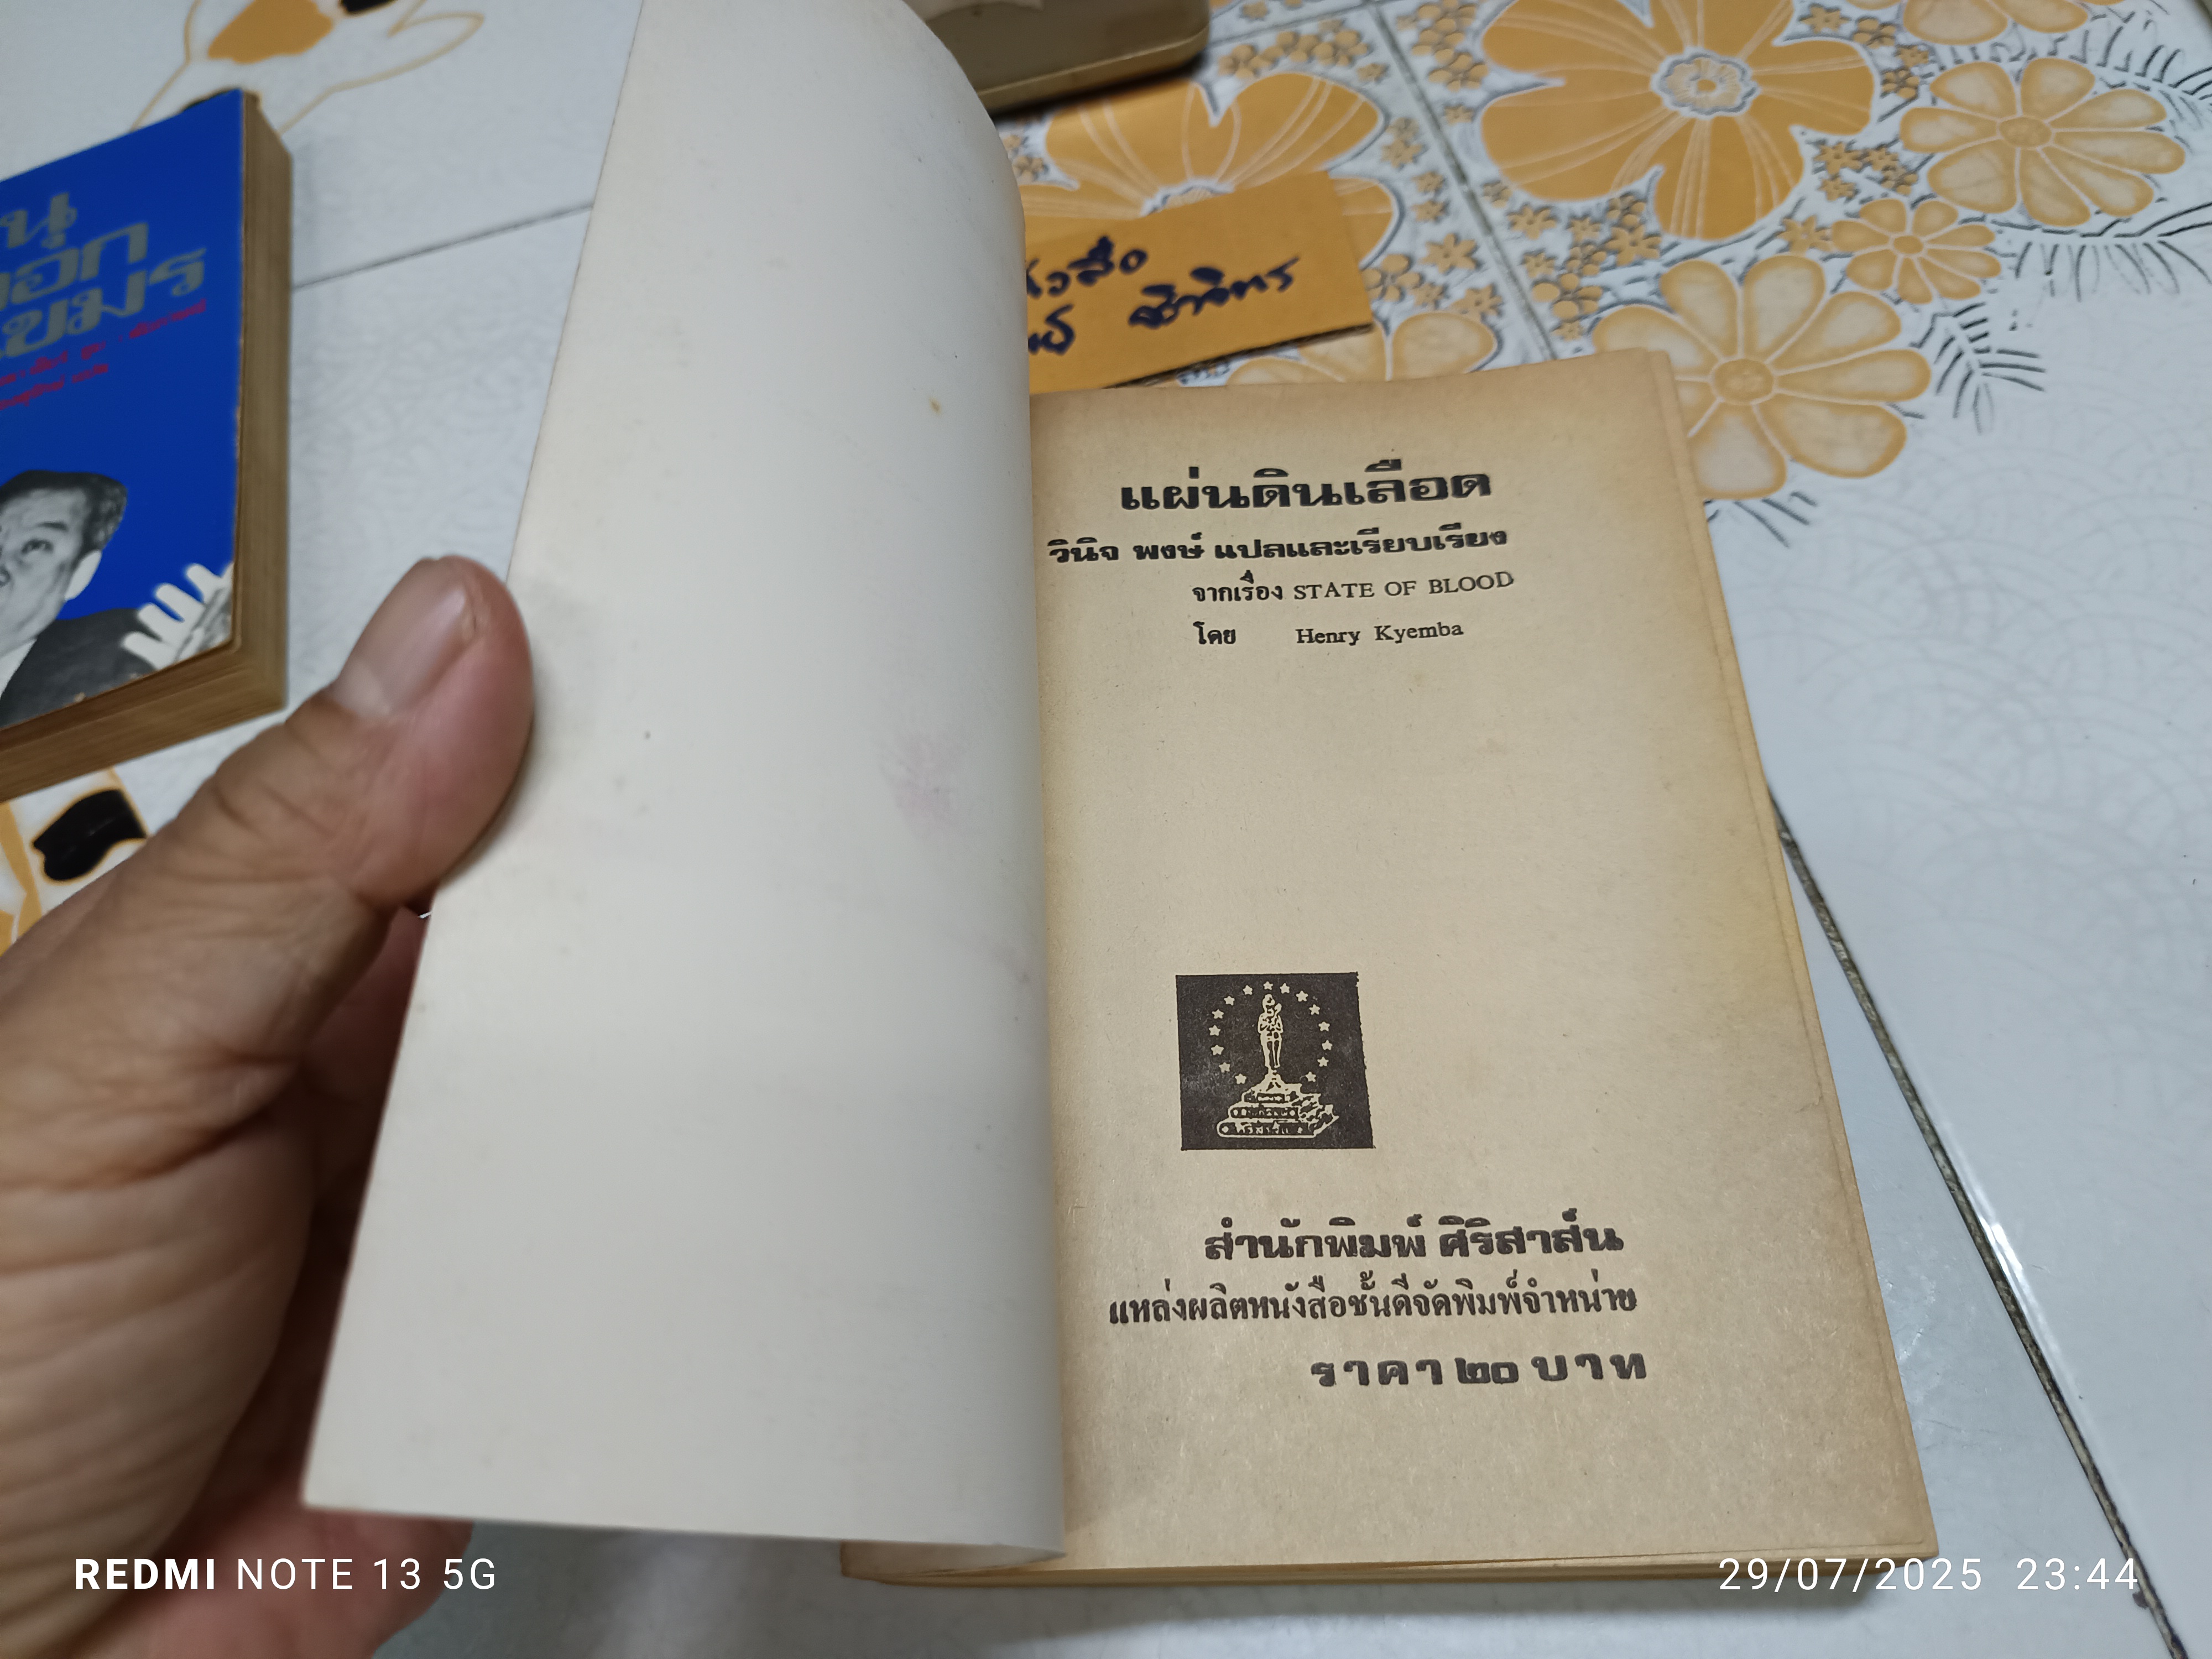 แผ่นดินเลือด
วินิจ พงษ์ แปลและเรียบเรียง
จากเรื่อง STATE OF BLOOD
โดย Henry Kyemba
สำนักพิมพ์ ศิริสาส์น
แหล่งผลิตหนังสือชั้นดีจัดพิมพ์จำหน่าย
ราคา ๒๐ บาท
REDMI NOTE 13 5G
29/07/2025 23:44